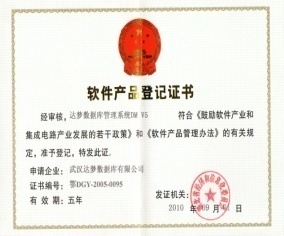 软件产品登记证书
经审核，达梦数据库管理系统DM V5 符合《鼓励软件产业和
集成电路产业发展的若干政策》和《软件产品管理办法》的有关规
定，准予登记，特发此证。
申请企业：武汉达梦数据库有限公司
证书编号：鄂DGY-2005-0095
有效期：五年
发证机关：
2010 年 09 月